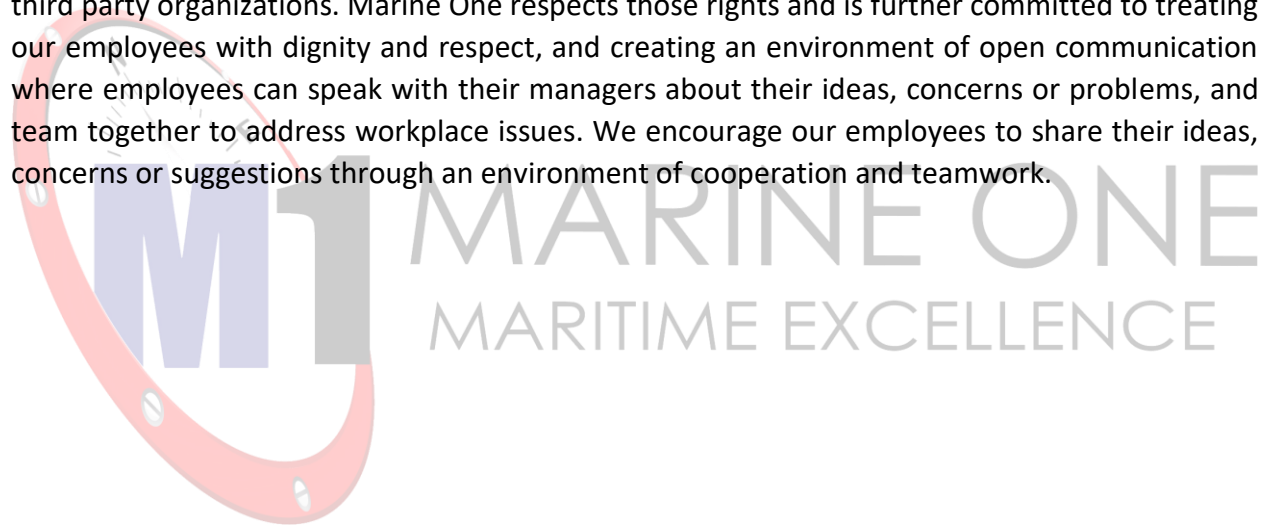 third party organizations. Marine One respects those rights and is further committed to treating
our employees with dignity and respect, and creating an environment of open communication
where employees can speak with their managers about their ideas, concerns or problems, and
team together to address workplace issues. We encourage our employees to share their ideas,
concerns or suggestions through an environment of cooperation and teamwork.
M1 MARINE ONE
MARITIME EXCELLENCE